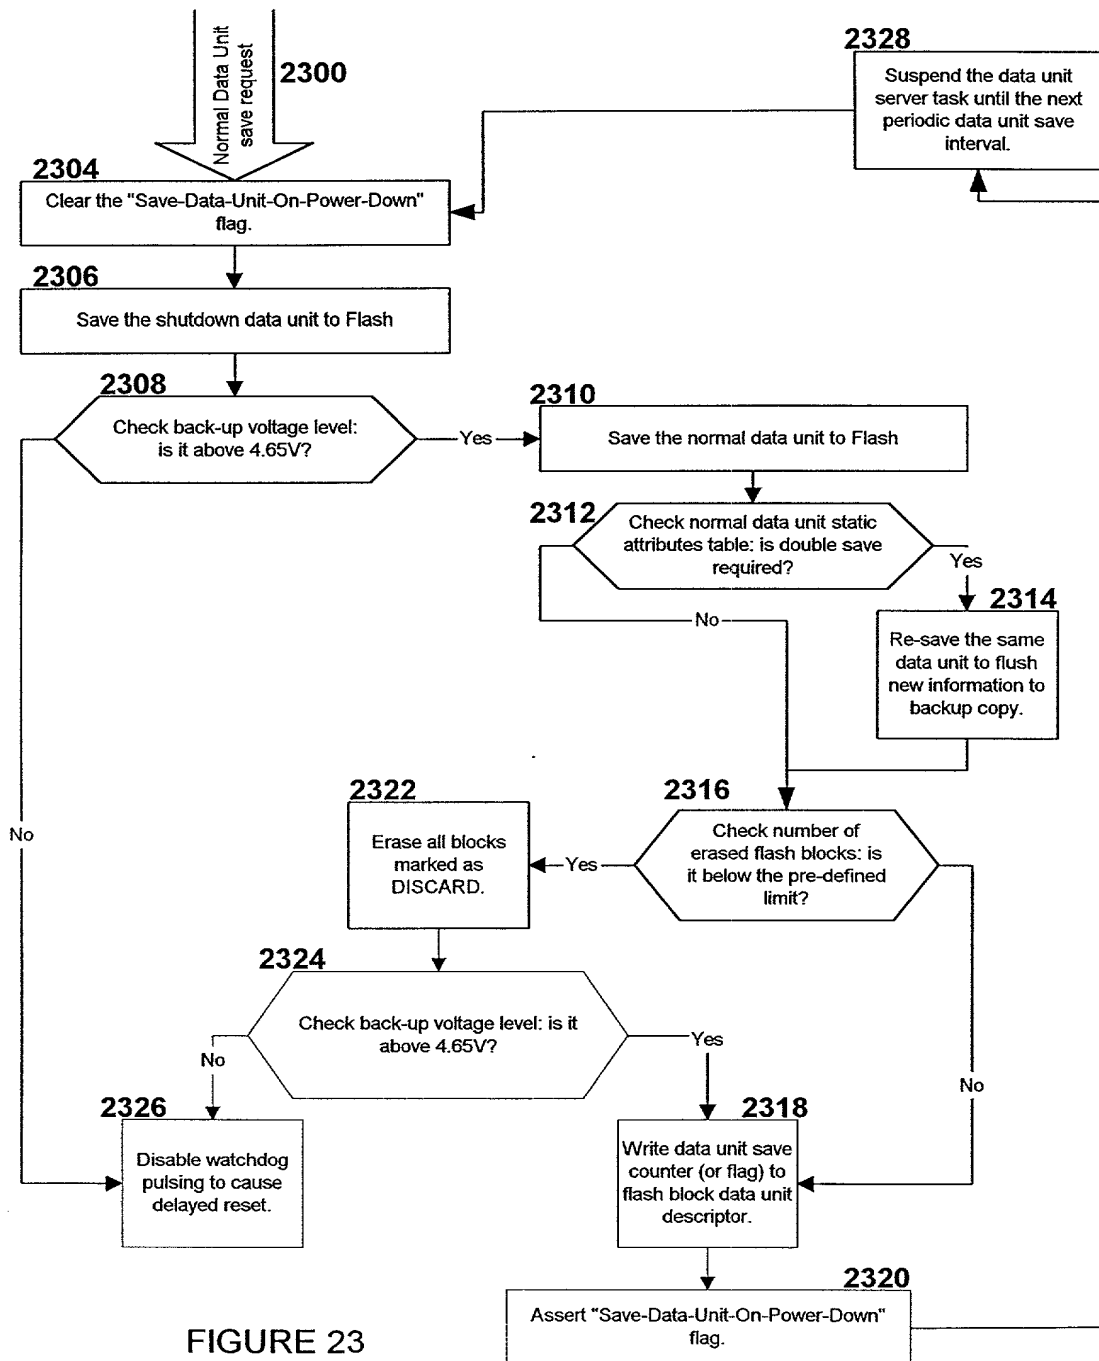 Normal Data Unit
save request
2300
2328
Suspend the data unit
server task until the next
periodic data unit save
interval.
2304
Clear the "Save-Data-Unit-On-Power-Down"
flag.
2306
Save the shutdown data unit to Flash
2308
Check back-up voltage level:
is it above 4.65V?
Yes
2310
Save the normal data unit to Flash
2312
Check normal data unit static
attributes table: is double save
required?
Yes
No
2314
Re-save the same
data unit to flush
new information to
backup copy.
2316
Check number of
erased flash blocks: is
it below the pre-defined
limit?
Yes
No
2322
Erase all blocks
marked as
DISCARD.
No
2324
Check back-up voltage level: is it
above 4.65V?
No
Yes
2326
Disable watchdog
pulsing to cause
delayed reset.
2318
Write data unit save
counter (or flag) to
flash block data unit
descriptor.
2320
Assert "Save-Data-Unit-On-Power-Down"
flag.
FIGURE 23